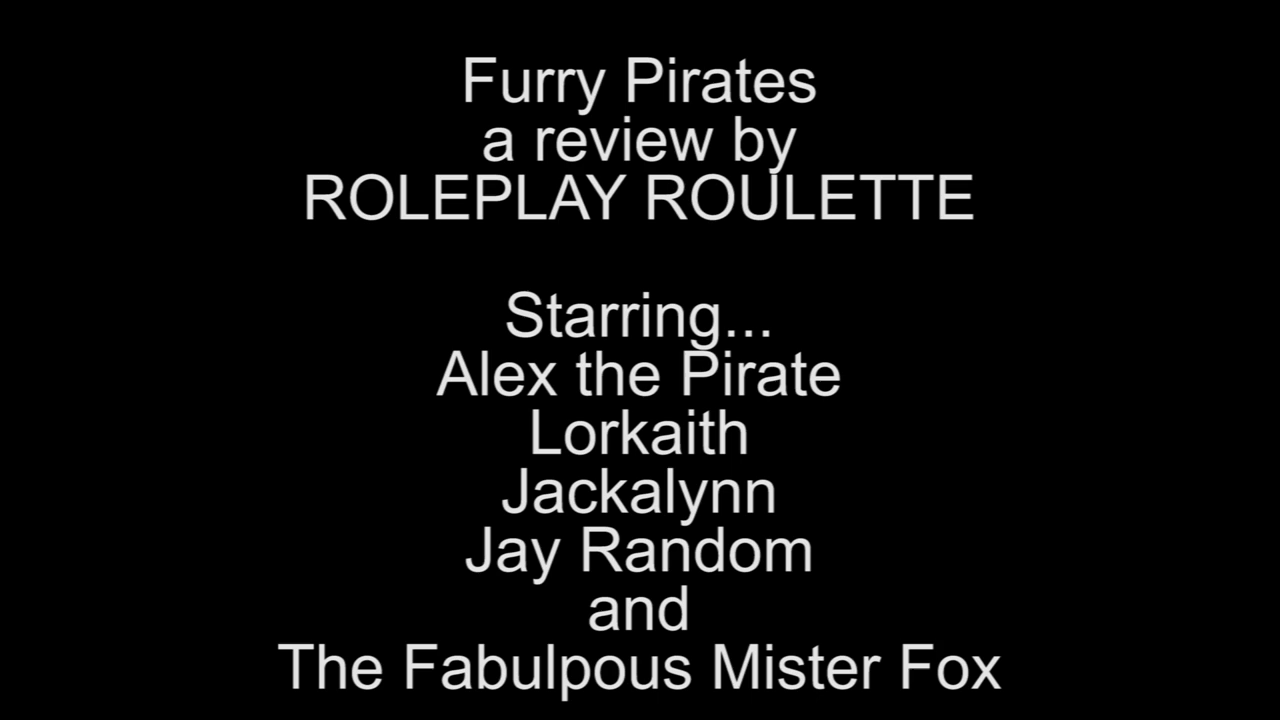 Furry Pirates
a review by
ROLEPLAY ROULETTE
Starring...
Alex the Pirate
Lorkaith
Jackalynn
Jay Random
and
The Fabulpous Mister Fox